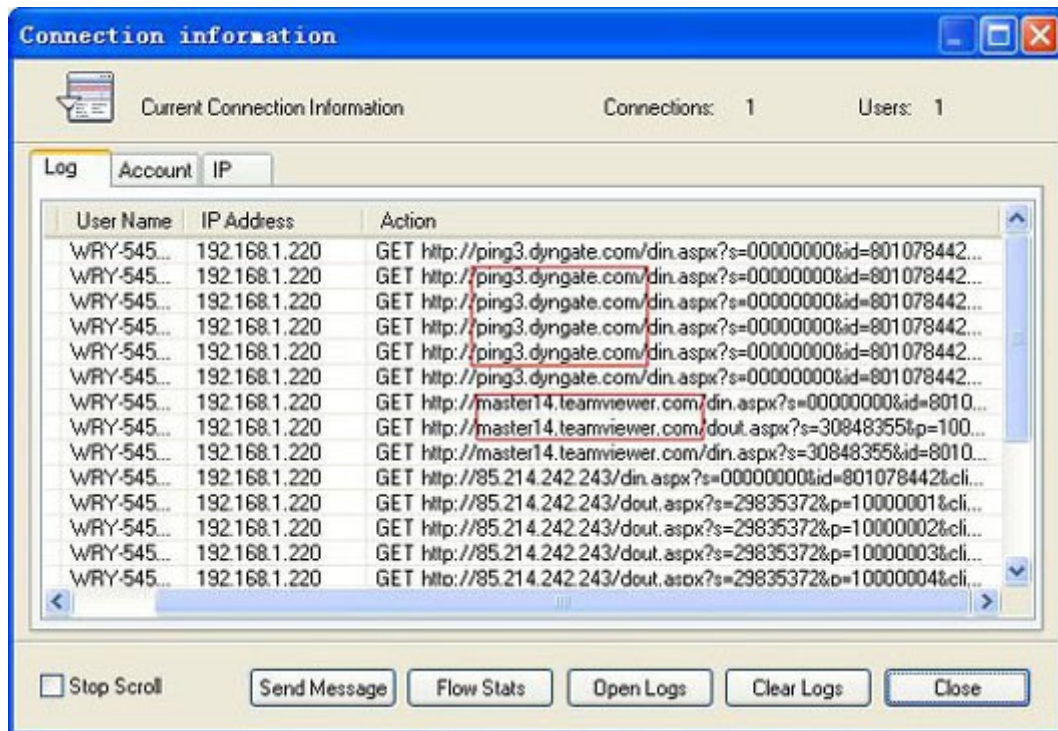 Connection information
Current Connection Information Connections: 1 Users: 1
Log Account IP
User Name IP Address Action
WRY-545... 192.168.1.220 GET http://ping3.dyngate.com/din.aspx?s=00000000&id=801078442...
WRY-545... 192.168.1.220 GET http://ping3.dyngate.com/din.aspx?s=00000000&id=801078442...
WRY-545... 192.168.1.220 GET http://ping3.dyngate.com/din.aspx?s=00000000&id=801078442...
WRY-545... 192.168.1.220 GET http://ping3.dyngate.com/din.aspx?s=00000000&id=801078442...
WRY-545... 192.168.1.220 GET http://ping3.dyngate.com/din.aspx?s=00000000&id=801078442...
WRY-545... 192.168.1.220 GET http://ping3.dyngate.com/din.aspx?s=00000000&id=801078442...
WRY-545... 192.168.1.220 GET http://master14.teamviewer.com/din.aspx?s=00000000&id=8010...
WRY-545... 192.168.1.220 GET http://master14.teamviewer.com/dout.aspx?s=30848355&p=100...
WRY-545... 192.168.1.220 GET http://master14.teamviewer.com/din.aspx?s=30848355&id=8010...
WRY-545... 192.168.1.220 GET http://85.214.242.243/din.aspx?s=00000000&id=801078442&cli...
WRY-545... 192.168.1.220 GET http://85.214.242.243/dout.aspx?s=29835372&p=10000001&cli...
WRY-545... 192.168.1.220 GET http://85.214.242.243/dout.aspx?s=29835372&p=10000002&cli...
WRY-545... 192.168.1.220 GET http://85.214.242.243/dout.aspx?s=29835372&p=10000003&cli...
WRY-545... 192.168.1.220 GET http://85.214.242.243/dout.aspx?s=29835372&p=10000004&cli...
Stop Scroll Send Message Flow Stats Open Logs Clear Logs Close